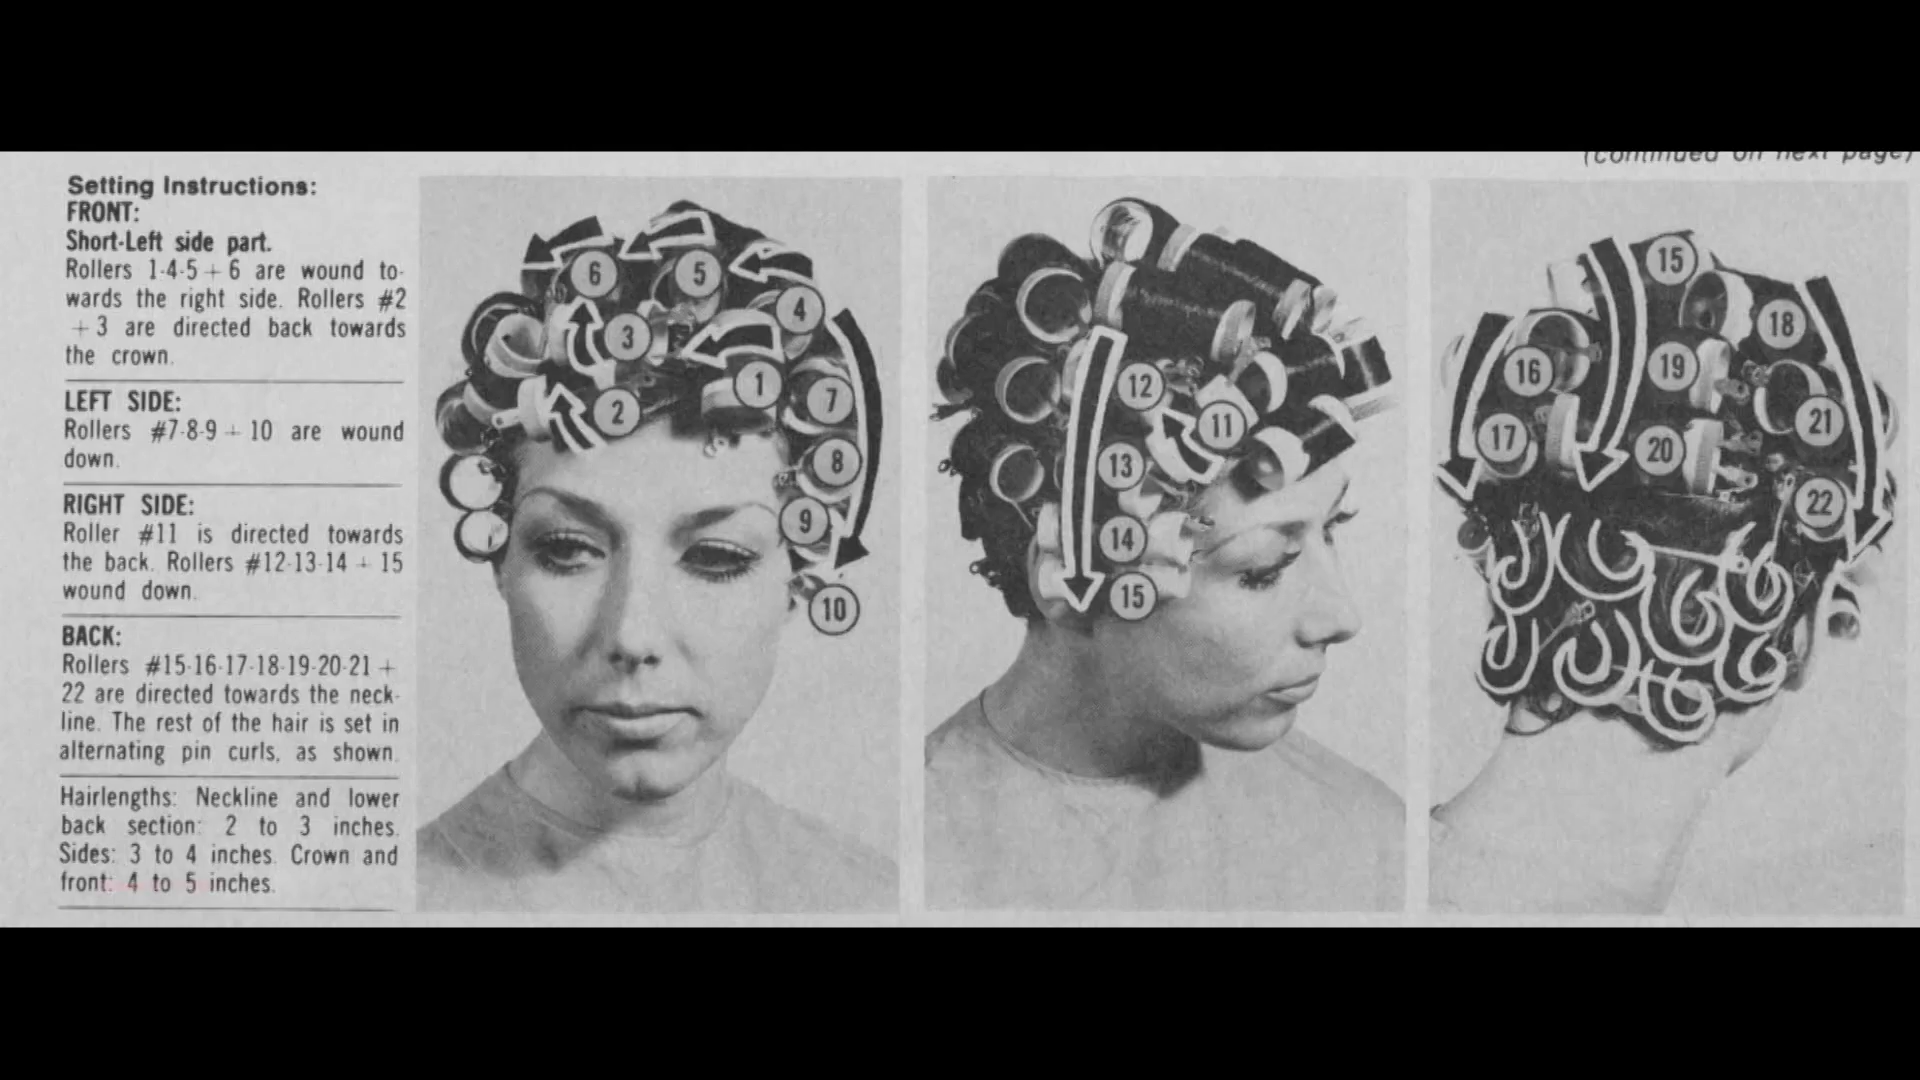 (continued on next page)
Setting Instructions:
FRONT:
Short-Left side part.
Rollers 1-4-5 + 6 are wound to-
wards the right side. Rollers #2
+ 3 are directed back towards
the crown.
LEFT SIDE:
Rollers #7-8-9 + 10 are wound
down.
RIGHT SIDE:
Roller #11 is directed towards
the back. Rollers #12-13-14 + 15
wound down.
BACK:
Rollers #15-16-17-18-19-20-21 +
22 are directed towards the neck-
line. The rest of the hair is set in
alternating pin curls, as shown.
Hairlengths: Neckline and lower
back section: 2 to 3 inches.
Sides: 3 to 4 inches. Crown and
front: 4 to 5 inches.
6
5
4
3
1
2
7
8
9
10
12
11
13
14
15
15
18
16
19
21
17
20
22